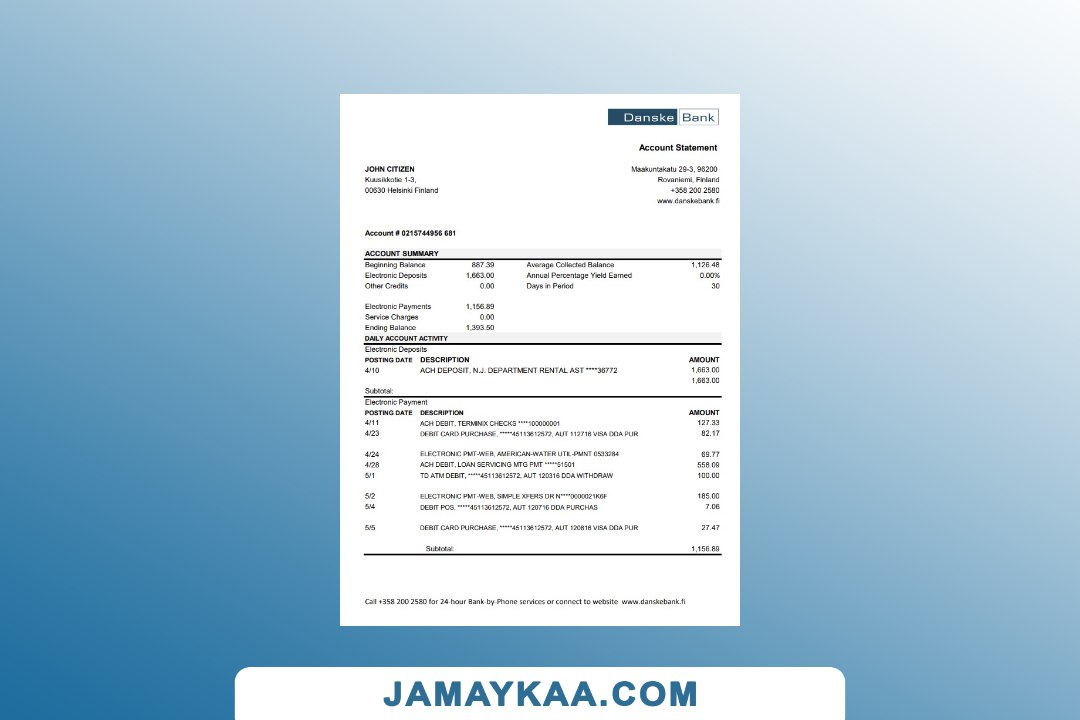 Danske Bank
Account Statement
JOHN CITIZEN
Kuusikkotie 1-3,
00630 Helsinki Finland
Maakuntakatu 29-3, 96200
Rovaniemi, Finland
+358 200 2580
www.danskebank.fi
Account # 0215744956 681
ACCOUNT SUMMARY
Beginning Balance 887.39 Average Collected Balance 1,126.48
Electronic Deposits 1,663.00 Annual Percentage Yield Earned 0.00%
Other Credits 0.00 Days in Period 30
Electronic Payments 1,156.89
Service Charges 0.00
Ending Balance 1,393.50
DAILY ACCOUNT ACTIVITY
Electronic Deposits
POSTING DATE DESCRIPTION AMOUNT
4/10 ACH DEPOSIT, N.J. DEPARTMENT RENTAL AST ****36772 1,663.00
1,663.00
Subtotal:
Electronic Payment
POSTING DATE DESCRIPTION AMOUNT
4/11 ACH DEBIT, TERMINIX CHECKS ****100000001 127.33
4/23 DEBIT CARD PURCHASE, *****45113612572, AUT 112716 VISA DDA PUR 82.17
4/24 ELECTRONIC PMT-WEB, AMERICAN-WATER UTIL-PMNT 0533284 69.77
4/28 ACH DEBIT, LOAN SERVICING MTG PMT *****51501 558.09
5/1 TD ATM DEBIT, *****45113612572, AUT 120316 DDA WITHDRAW 100.00
5/2 ELECTRONIC PMT-WEB, SIMPLE XFERS DR N****0000021K6F 185.00
5/4 DEBIT POS, *****45113612572, AUT 120716 DDA PURCHAS 7.06
5/5 DEBIT CARD PURCHASE, *****45113612572, AUT 120816 VISA DDA PUR 27.47
Subtotal: 1,156.89
Call +358 200 2580 for 24-hour Bank-by-Phone services or connect to website www.danskebank.fi
JAMAYKAA.COM